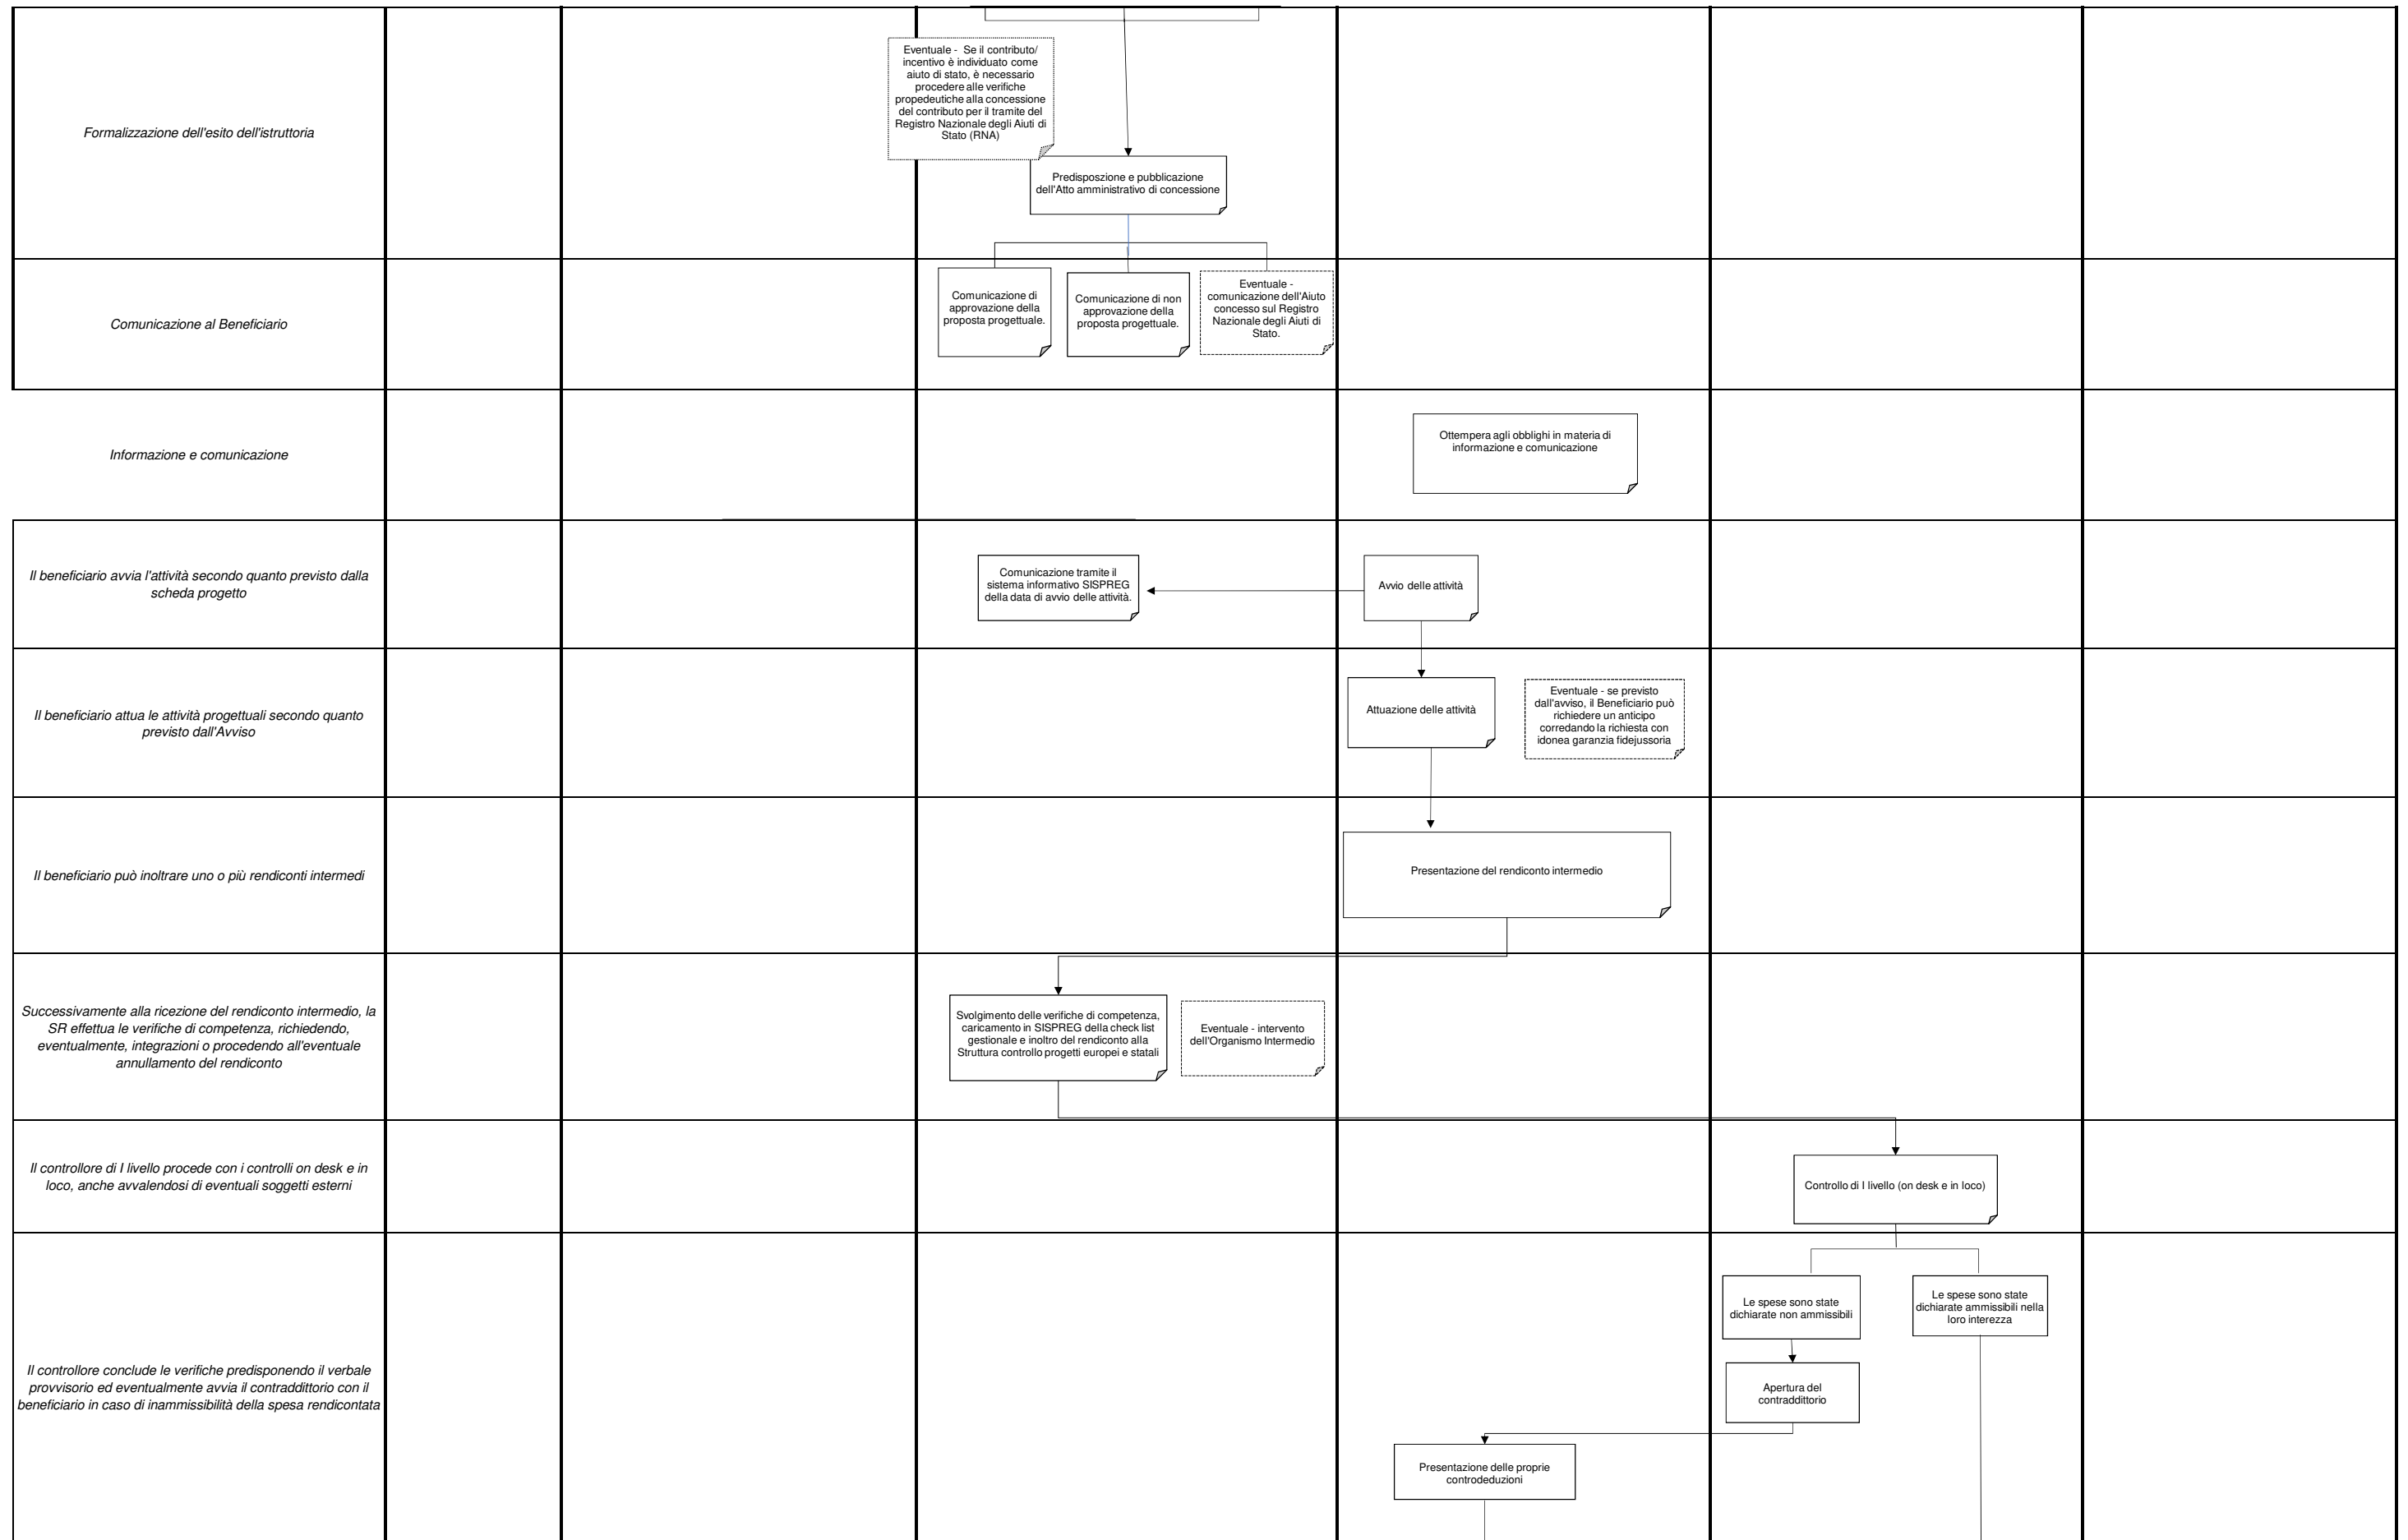 Formalizzazione dell'esito dell'istruttoria
Eventuale - Se il contributo/
incentivo è individuato come
aiuto di stato, è necessario
procedere alle verifiche
propedeutiche alla concessione
del contributo per il tramite del
Registro Nazionale degli Aiuti di
Stato (RNA)
Predisposzione e pubblicazione
dell'Atto amministrativo di concessione
Comunicazione al Beneficiario
Comunicazione di
approvazione della
proposta progettuale.
Comunicazione di non
approvazione della
proposta progettuale.
Eventuale -
comunicazione dell'Aiuto
concesso sul Registro
Nazionale degli Aiuti di
Stato.
Informazione e comunicazione
Ottempera agli obblighi in materia di
informazione e comunicazione
Il beneficiario avvia l'attività secondo quanto previsto dalla
scheda progetto
Comunicazione tramite il
sistema informativo SISPREG
della data di avvio delle attività.
Avvio delle attività
Il beneficiario attua le attività progettuali secondo quanto
previsto dall'Avviso
Attuazione delle attività
Eventuale - se previsto
dall'avviso, il Beneficiario può
richiedere un anticipo
corredando la richiesta con
idonea garanzia fidejussoria
Il beneficiario può inoltrare uno o più rendiconti intermedi
Presentazione del rendiconto intermedio
Successivamente alla ricezione del rendiconto intermedio, la
SR effettua le verifiche di competenza, richiedendo,
eventualmente, integrazioni o procedendo all'eventuale
annullamento del rendiconto
Svolgimento delle verifiche di competenza,
caricamento in SISPREG della check list
gestionale e inoltro del rendiconto alla
Struttura controllo progetti europei e statali
Eventuale - intervento
dell'Organismo Intermedio
Il controllore di I livello procede con i controlli on desk e in
loco, anche avvalendosi di eventuali soggetti esterni
Controllo di I livello (on desk e in loco)
Il controllore conclude le verifiche predisponendo il verbale
provvisorio ed eventualmente avvia il contraddittorio con il
beneficiario in caso di inammissibilità della spesa rendicontata
Le spese sono state
dichiarate non ammissibili
Le spese sono state
dichiarate ammissibili nella
loro interezza
Apertura del
contraddittorio
Presentazione delle proprie
controdeduzioni